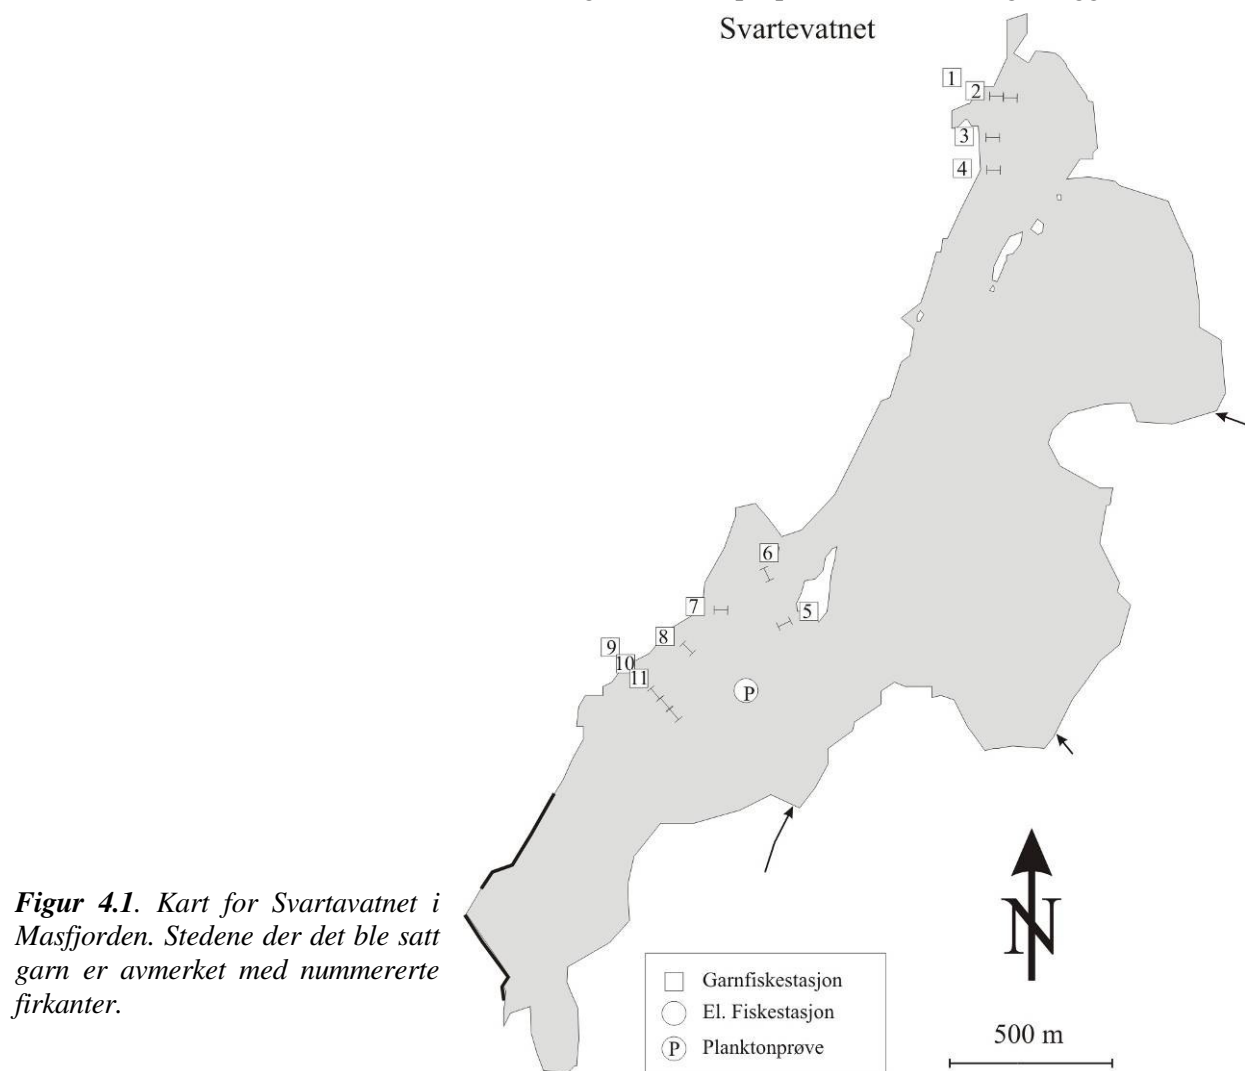 Svartevatnet
1
2
3
4
6
5
7
8
9
10
11
P
Figur 4.1. Kart for Svartavatnet i
Masfjorden. Stedene der det ble satt
garn er avmerket med nummererte
firkanter.
N
Garnfiskestasjon
El. Fiskestasjon
P Planktonprøve
500 m